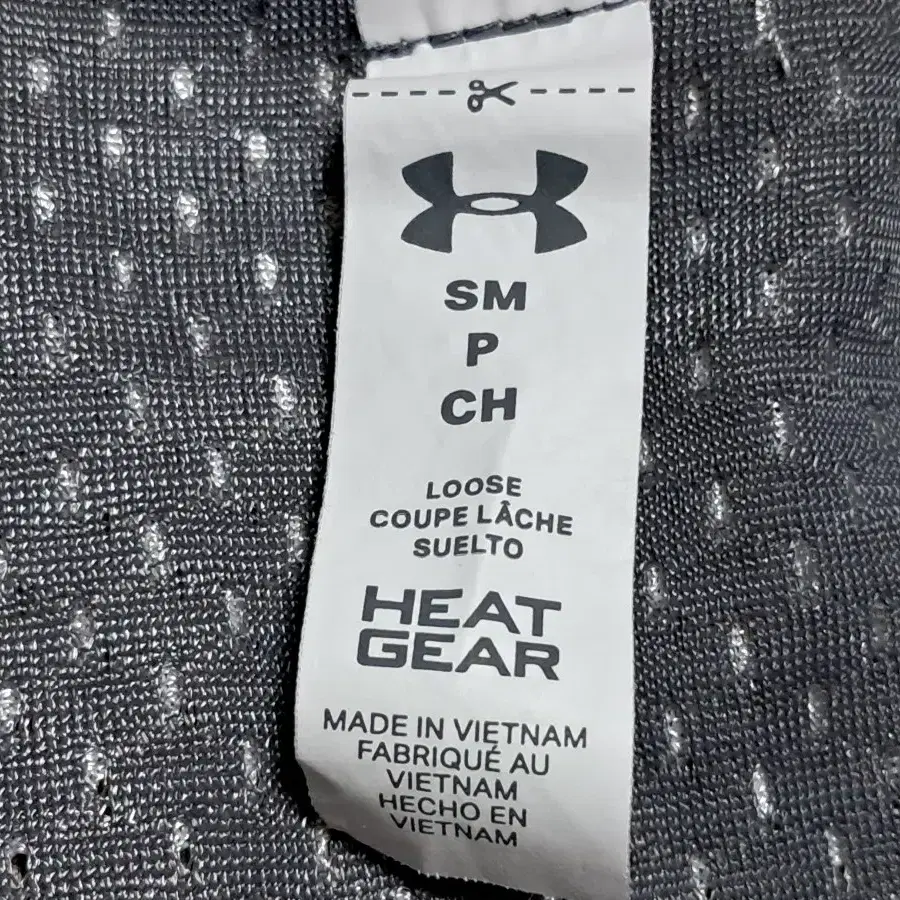 SM
P
CH
LOOSE
COUPE LÂCHE
SUELTO
HEAT
GEAR
MADE IN VIETNAM
FABRIQUÉ AU
VIETNAM
HECHO EN
VIETNAM